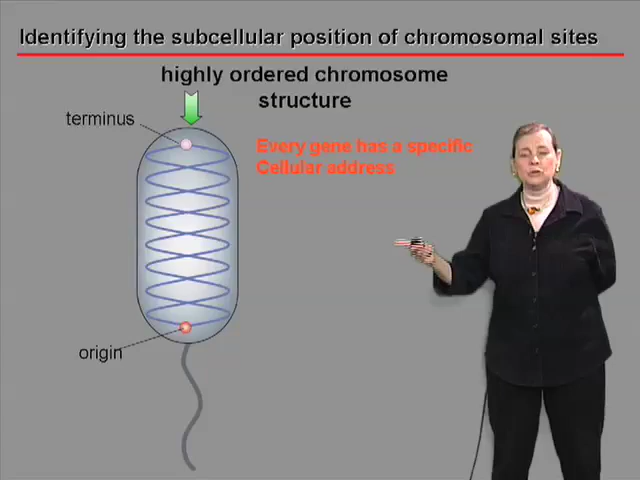 Identifying the subcellular position of chromosomal sites
highly ordered chromosome
structure
terminus
Every gene has a specific
Cellular address
origin